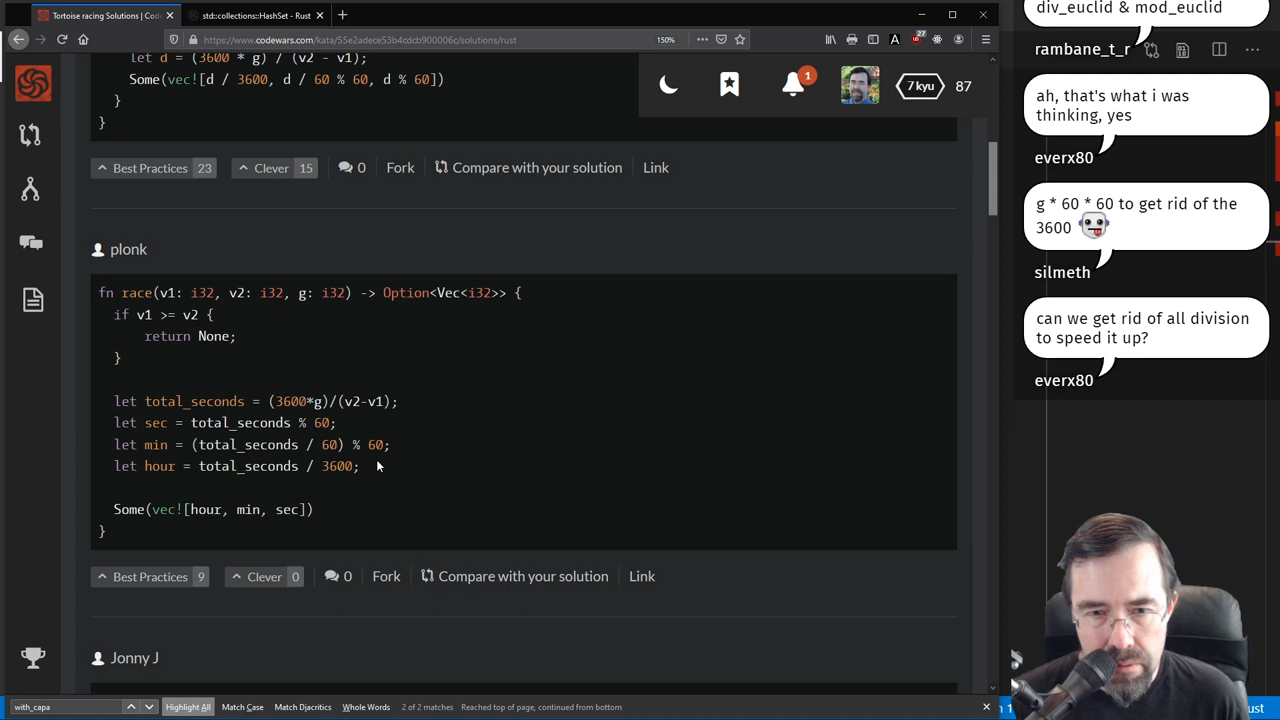 Tortoise racing Solutions | Cod
std::collections::HashSet - Rust
https://www.codewars.com/kata/55e2adece53b4cdcb900006c/solutions/rust
150%
27
let d = (3600 * g) / (v2 - v1);
Some(vec![d / 3600, d / 60 % 60, d % 60])
}
}
1
7 kyu
87
Best Practices 23
Clever 15
0
Fork
Compare with your solution
Link
plonk
fn race(v1: i32, v2: i32, g: i32) -> Option<Vec<i32>> {
if v1 >= v2 {
return None;
}
let total_seconds = (3600*g)/(v2-v1);
let sec = total_seconds % 60;
let min = (total_seconds / 60) % 60;
let hour = total_seconds / 3600;
Some(vec![hour, min, sec])
}
Best Practices 9
Clever 0
0
Fork
Compare with your solution
Link
Jonny J
with_capa
Highlight All
Match Case
Match Diacritics
Whole Words
2 of 2 matches
Reached top of page, continued from bottom
div_euclid & mod_euclid
rambane_t_r
ah, that's what i was
thinking, yes
everx80
g * 60 * 60 to get rid of the
3600
silmeth
can we get rid of all division
to speed it up?
everx80
1
ust